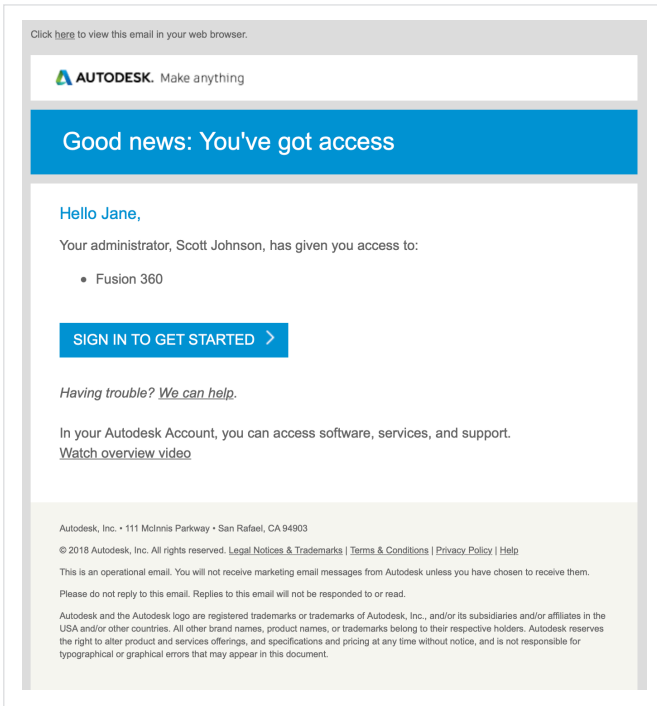 Click here to view this email in your web browser.
AUTODESK. Make anything
Good news: You've got access
Hello Jane,
Your administrator, Scott Johnson, has given you access to:
• Fusion 360
SIGN IN TO GET STARTED >
Having trouble? We can help.
In your Autodesk Account, you can access software, services, and support.
Watch overview video
Autodesk, Inc. • 111 McInnis Parkway • San Rafael, CA 94903
© 2018 Autodesk, Inc. All rights reserved. Legal Notices & Trademarks | Terms & Conditions | Privacy Policy | Help
This is an operational email. You will not receive marketing email messages from Autodesk unless you have chosen to receive them.
Please do not reply to this email. Replies to this email will not be responded to or read.
Autodesk and the Autodesk logo are registered trademarks or trademarks of Autodesk, Inc., and/or its subsidiaries and/or affiliates in the
USA and/or other countries. All other brand names, product names, or trademarks belong to their respective holders. Autodesk reserves
the right to alter product and services offerings, and specifications and pricing at any time without notice, and is not responsible for
typographical or graphical errors that may appear in this document.